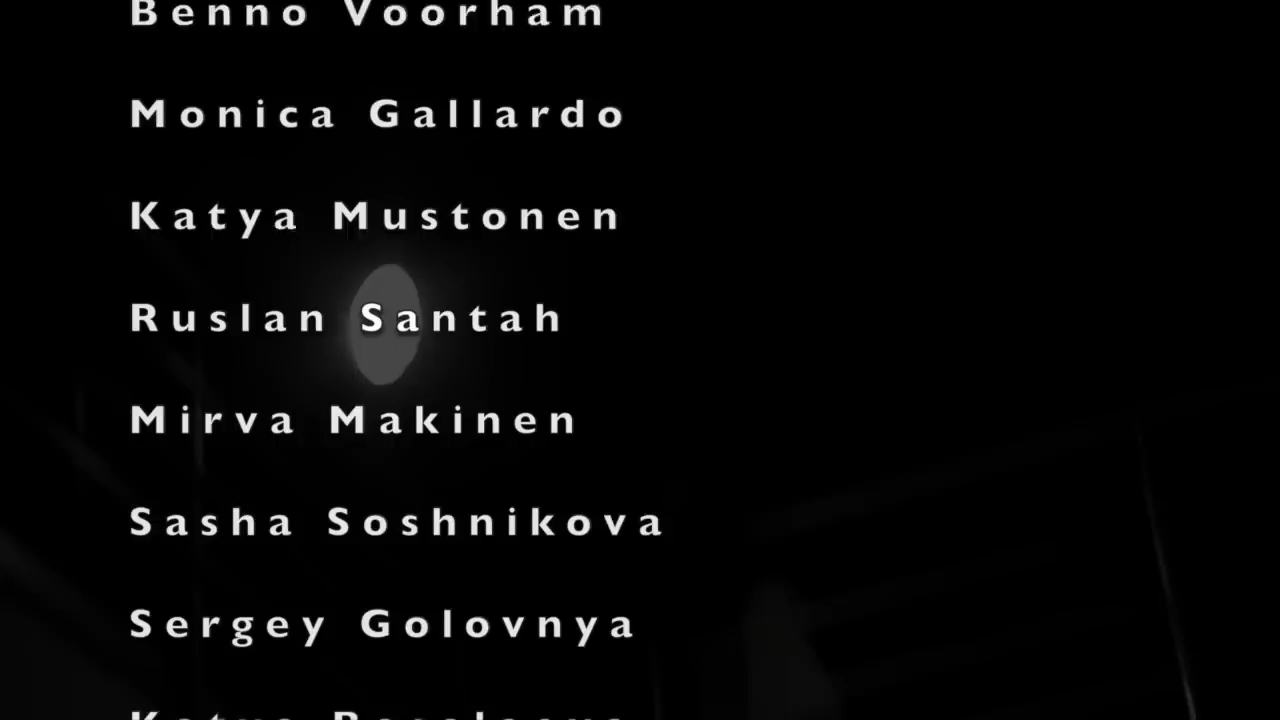 Benno Voorham
Monica Gallardo
Katya Mustonen
Ruslan Santah
Mirva Makinen
Sasha Soshnikova
Sergey Golovnya